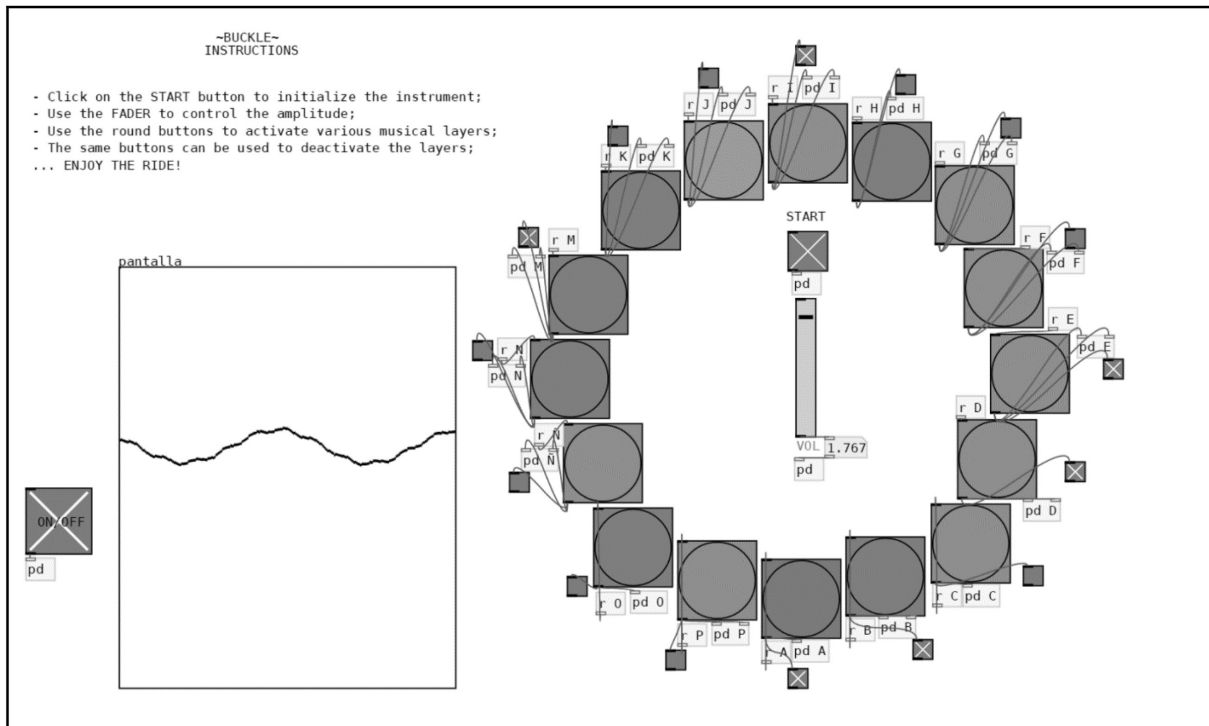 ~BUCKLE~
INSTRUCTIONS
- Click on the START button to initialize the instrument;
- Use the FADER to control the amplitude;
- Use the round buttons to activate various musical layers;
- The same buttons can be used to deactivate the layers;
... ENJOY THE RIDE!
r I pd I
r J pd J
r H pd H
r K pd K
r G pd G
START
r M
r F
pantalla
pd M
pd F
pd
r E
r N
pd E
pd N
r D
r Ñ
VOL 1.767
pd Ñ
pd
pd D
ON/OFF
pd
r C pd C
r O pd O
r B pd B
r P pd P
r A pd A